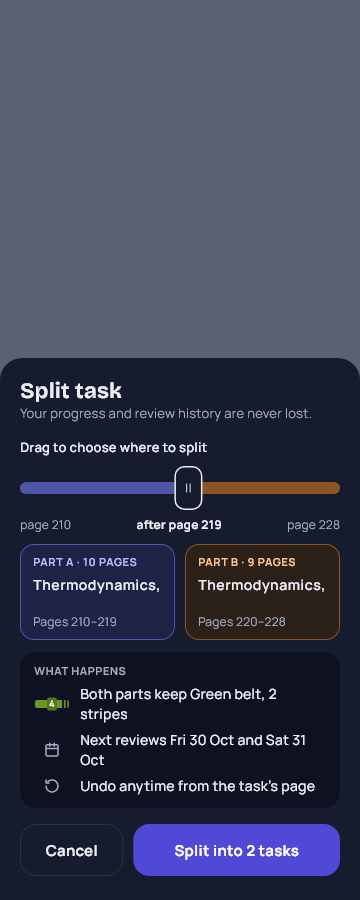 Split task
Your progress and review history are never lost.
Drag to choose where to split
page 210
after page 219
page 228
PART A · 10 PAGES
Thermodynamics,
Pages 210–219
PART B · 9 PAGES
Thermodynamics,
Pages 220–228
WHAT HAPPENS
4
Both parts keep Green belt, 2
stripes
Next reviews Fri 30 Oct and Sat 31
Oct
Undo anytime from the task's page
Cancel
Split into 2 tasks